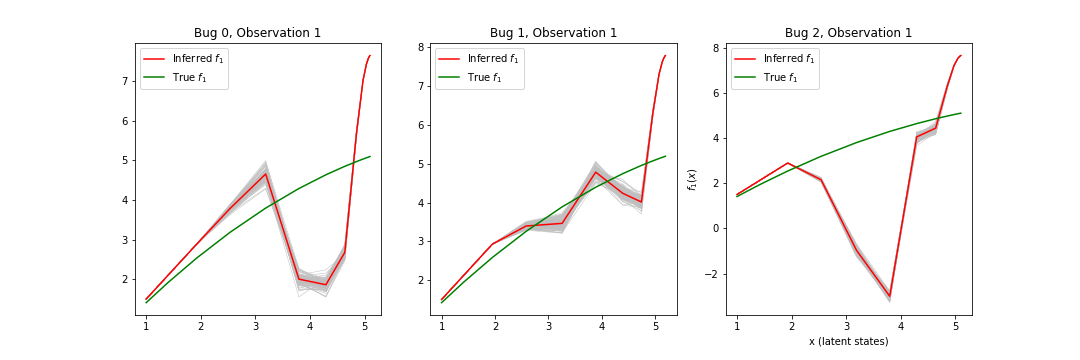 Bug 0, Observation 1
Inferred f₁
True f₁
7
6
5
4
3
2
1 2 3 4 5
Bug 1, Observation 1
Inferred f₁
True f₁
8
7
6
5
4
3
2
1 2 3 4 5
Bug 2, Observation 1
Inferred f₁
True f₁
f₁(x)
8
6
4
2
0
−2
1 2 3 4 5
x (latent states)